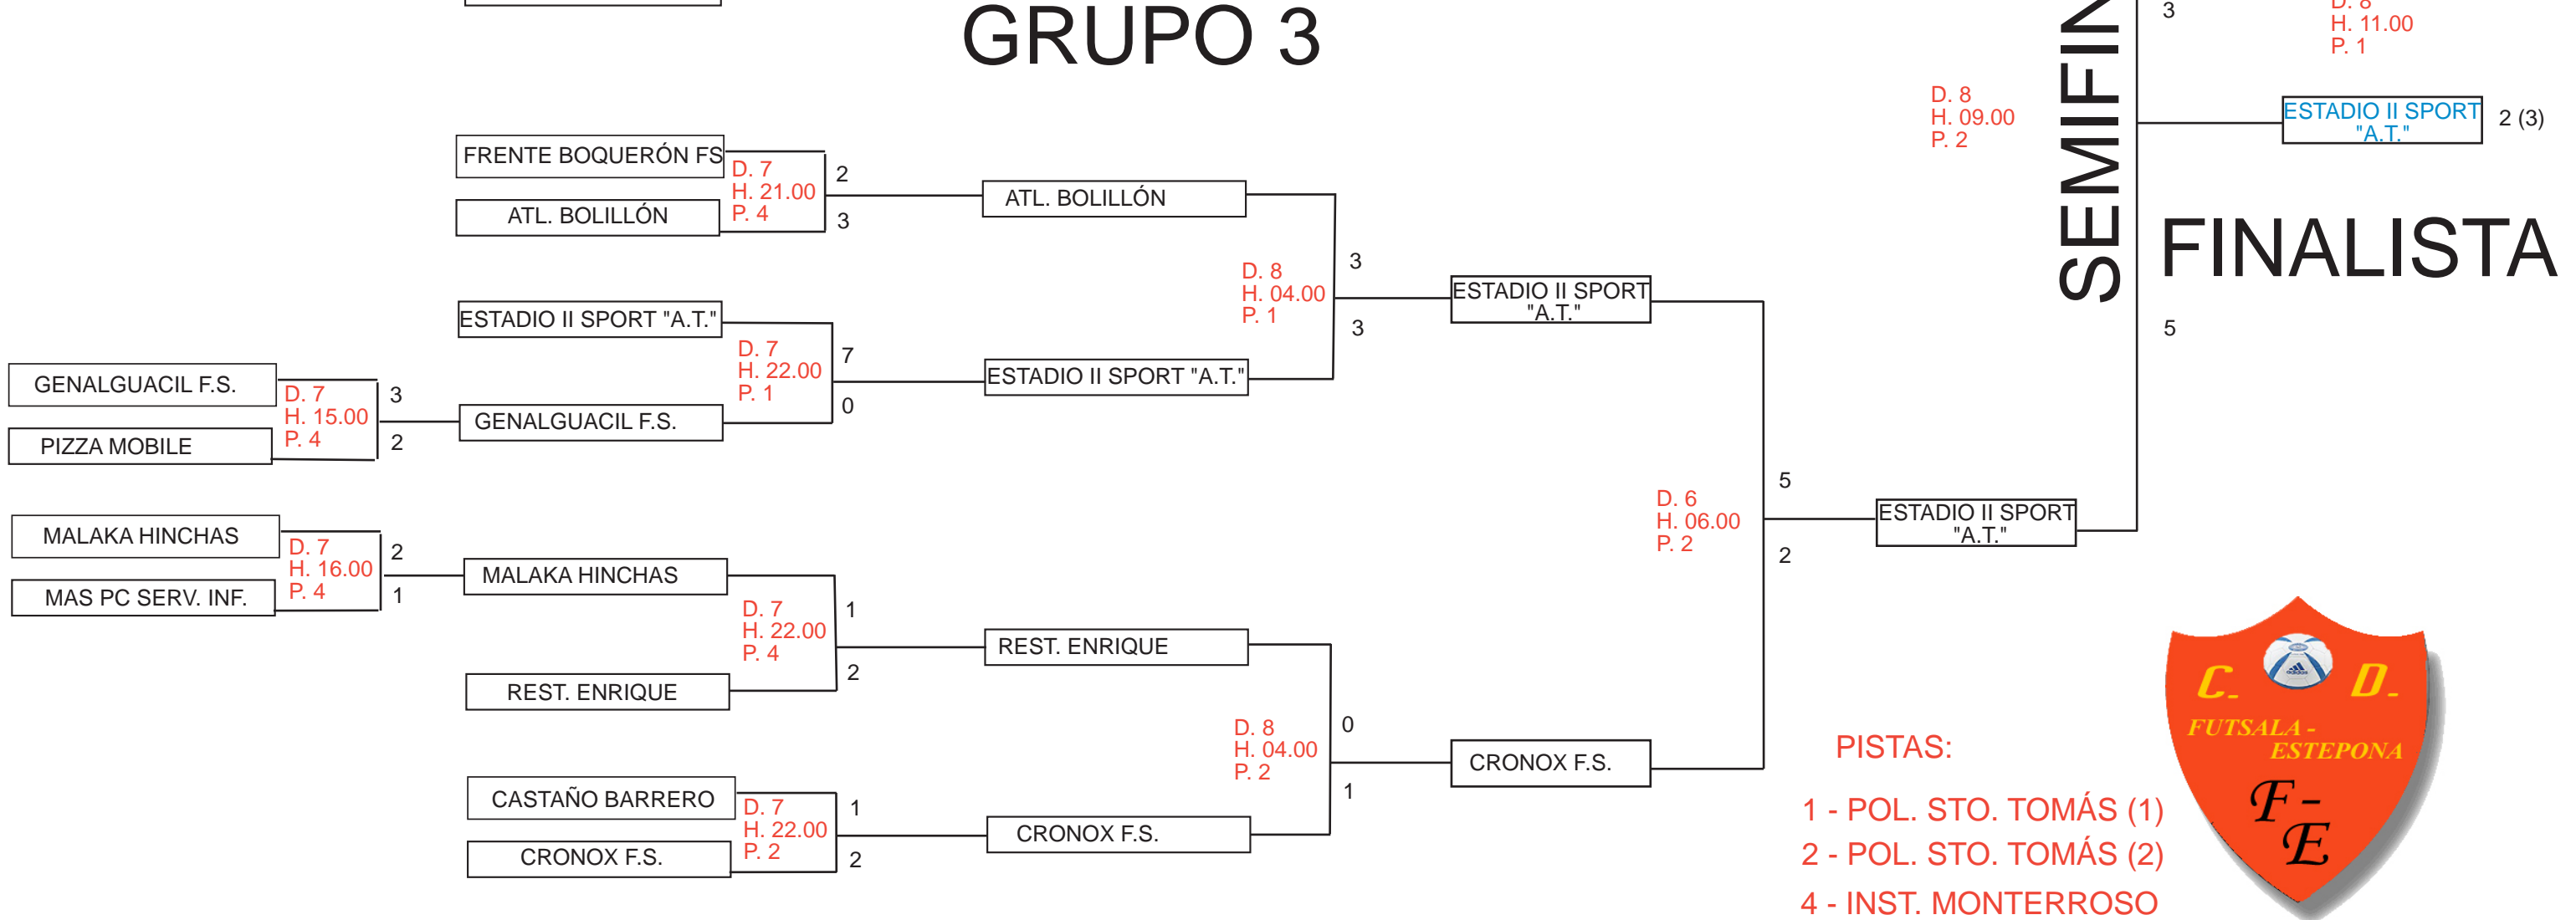 GRUPO 3
3
D. 8
H. 11.00
P. 1
SEMIFIN
D. 8
H. 09.00
P. 2
ESTADIO II SPORT
"A.T."
2 (3)
FINALISTA
5
FRENTE BOQUERÓN FS
D. 7
H. 21.00
P. 4
2
3
ATL. BOLILLÓN
ATL. BOLILLÓN
ESTADIO II SPORT "A.T."
D. 7
H. 22.00
P. 1
7
0
GENALGUACIL F.S.
D. 7
H. 15.00
P. 4
3
2
PIZZA MOBILE
GENALGUACIL F.S.
ESTADIO II SPORT "A.T."
D. 8
H. 04.00
P. 1
3
3
ESTADIO II SPORT
"A.T."
MALAKA HINCHAS
D. 7
H. 16.00
P. 4
2
1
MAS PC SERV. INF.
MALAKA HINCHAS
D. 7
H. 22.00
P. 4
1
2
REST. ENRIQUE
REST. ENRIQUE
CASTAÑO BARRERO
D. 7
H. 22.00
P. 2
1
2
CRONOX F.S.
CRONOX F.S.
D. 8
H. 04.00
P. 2
0
1
CRONOX F.S.
D. 6
H. 06.00
P. 2
5
2
ESTADIO II SPORT
"A.T."
PISTAS:
1 - POL. STO. TOMÁS (1)
2 - POL. STO. TOMÁS (2)
4 - INST. MONTERROSO
C. D.
adidas
FUTSALA -
ESTEPONA
F -
E